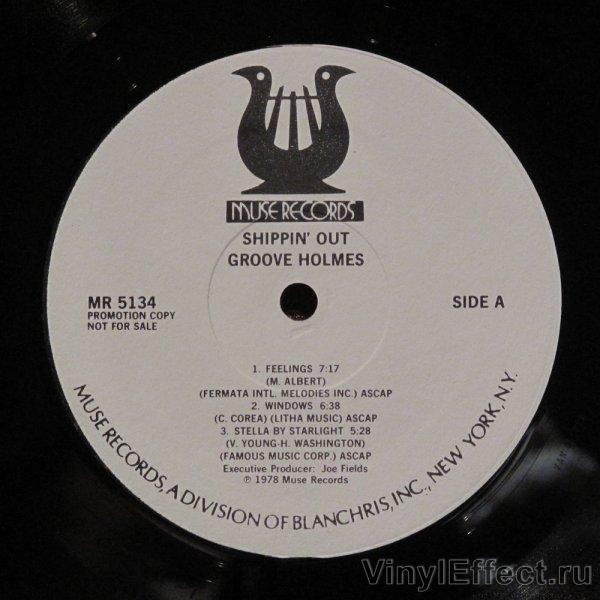 MUSE RECORDS
SHIPPIN' OUT
GROOVE HOLMES
MR 5134
PROMOTION COPY
NOT FOR SALE
SIDE A
1. FEELINGS 7:17
(M. ALBERT)
(FERMATA INTL. MELODIES INC.) ASCAP
2. WINDOWS 6:38
(C. COREA) (LITHA MUSIC) ASCAP
3. STELLA BY STARLIGHT 5:28
(V. YOUNG-H. WASHINGTON)
(FAMOUS MUSIC CORP.) ASCAP
Executive Producer: Joe Fields
℗ 1978 Muse Records
MUSE RECORDS, A DIVISION OF BLANCHRIS, INC., NEW YORK, N.Y.
VinylEffect.ru